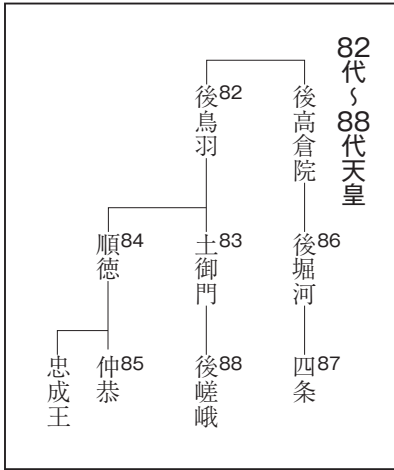 82代～88代天皇
後高倉院
後鳥羽82
後堀河86
土御門83
順徳84
四条87
後嵯峨88
仲恭85
忠成王